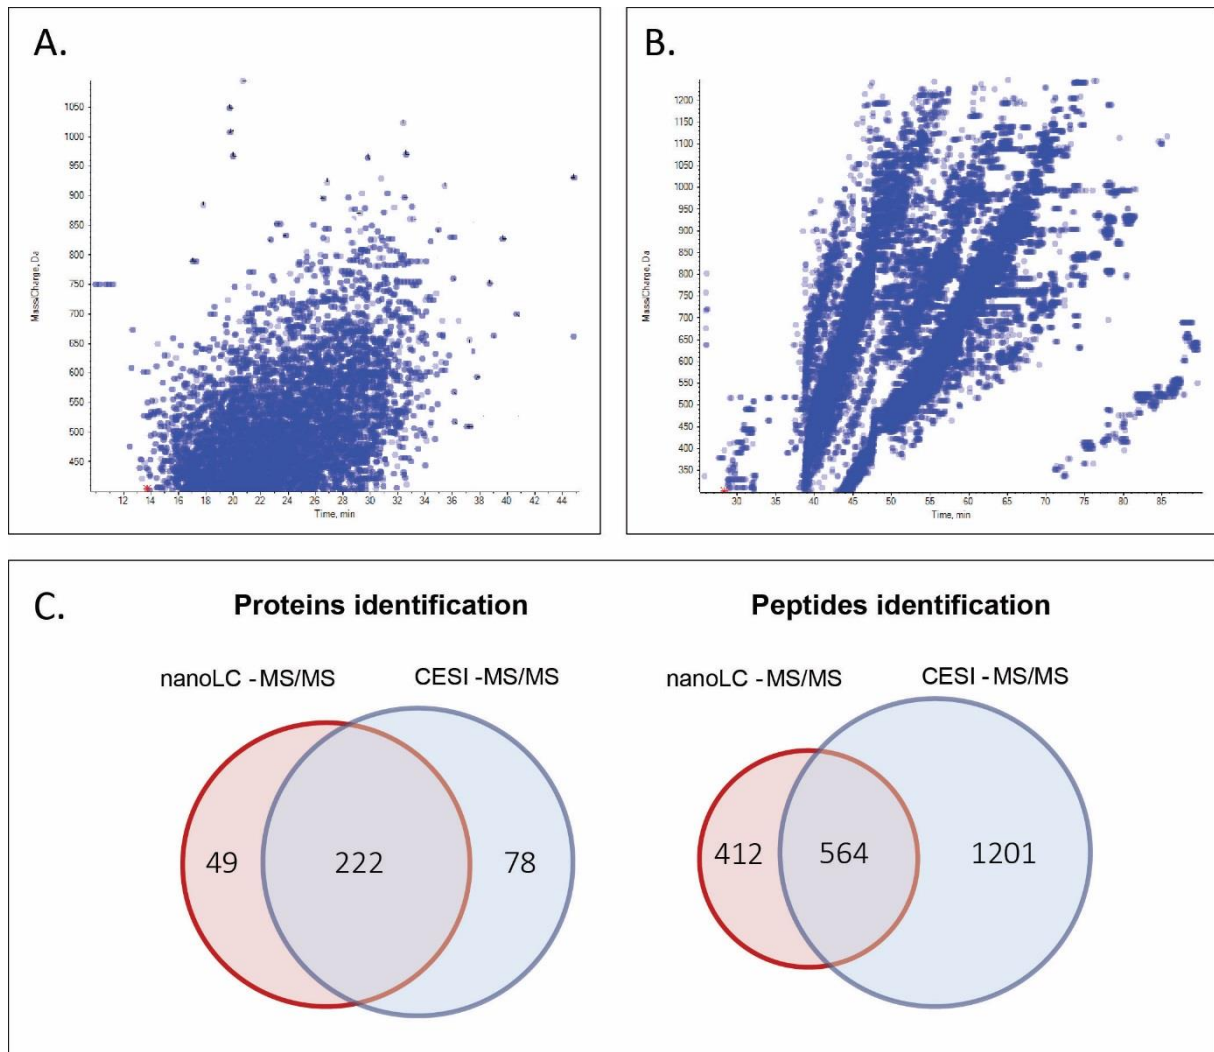 A.
Mass/Charge, Da
1050
1000
950
900
850
800
750
700
650
600
550
500
450
12 14 16 18 20 22 24 26 28 30 32 34 36 38 40 42 44
Time, min
B.
Mass/Charge, Da
1200
1150
1100
1050
1000
950
900
850
800
750
700
650
600
550
500
450
400
350
25 30 40 45 50 55 60 65 70 75 80 85
Time, min
C.
Proteins identification
nanoLC -MS/MS CESI -MS/MS
49 222 78
Peptides identification
nanoLC -MS/MS CESI -MS/MS
412 564 1201